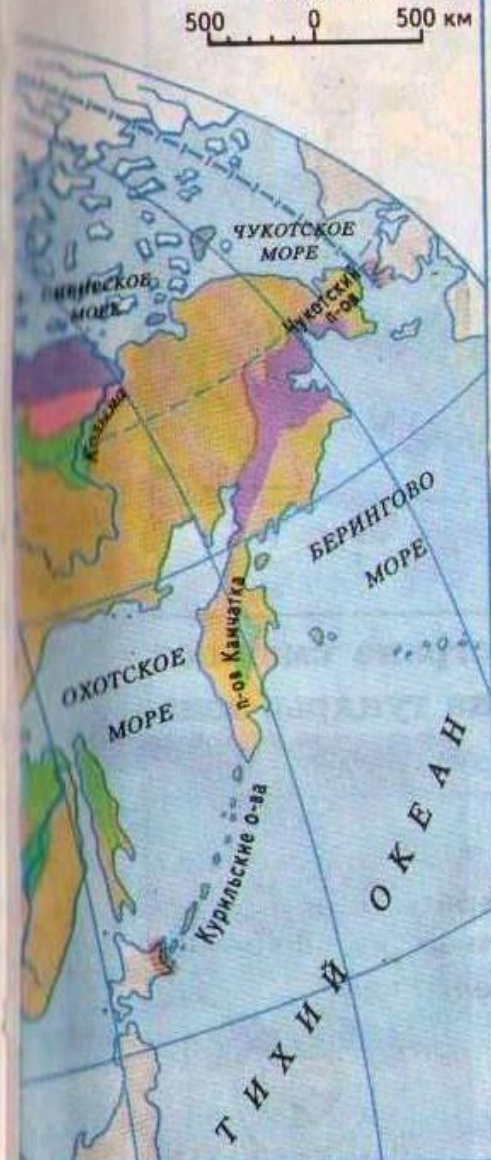 500 0 500 км
ЧУКОТСКОЕ
МОРЕ
МОРЕ
Чукотский
п-ов
Колыма
БЕРИНГОВО
МОРЕ
п-ов Камчатка
ОХОТСКОЕ
МОРЕ
Курильские о-ва
ТИХИЙ ОКЕАН